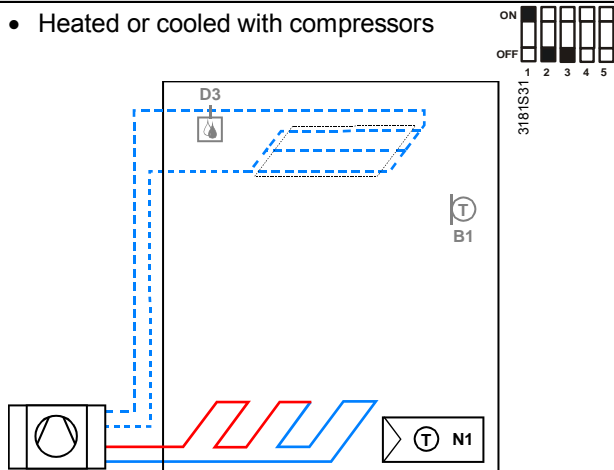 • Heated or cooled with compressors
ON
OFF
1 2 3 4 5
3181S31
D3
T
B1
T N1